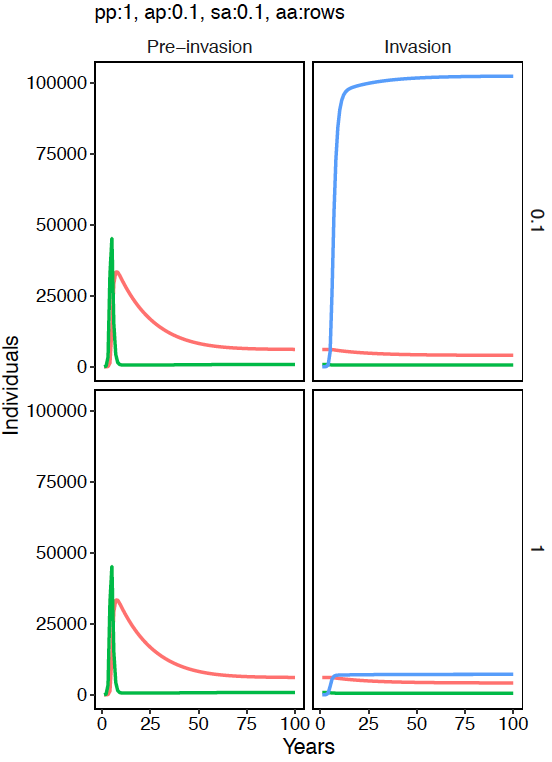 pp:1, ap:0.1, sa:0.1, aa:rows
Pre−invasion Invasion
100000
75000
50000
25000
0
0.1
Individuals
100000
75000
50000
25000
0
1
0 25 50 75 100 0 25 50 75 100
Years